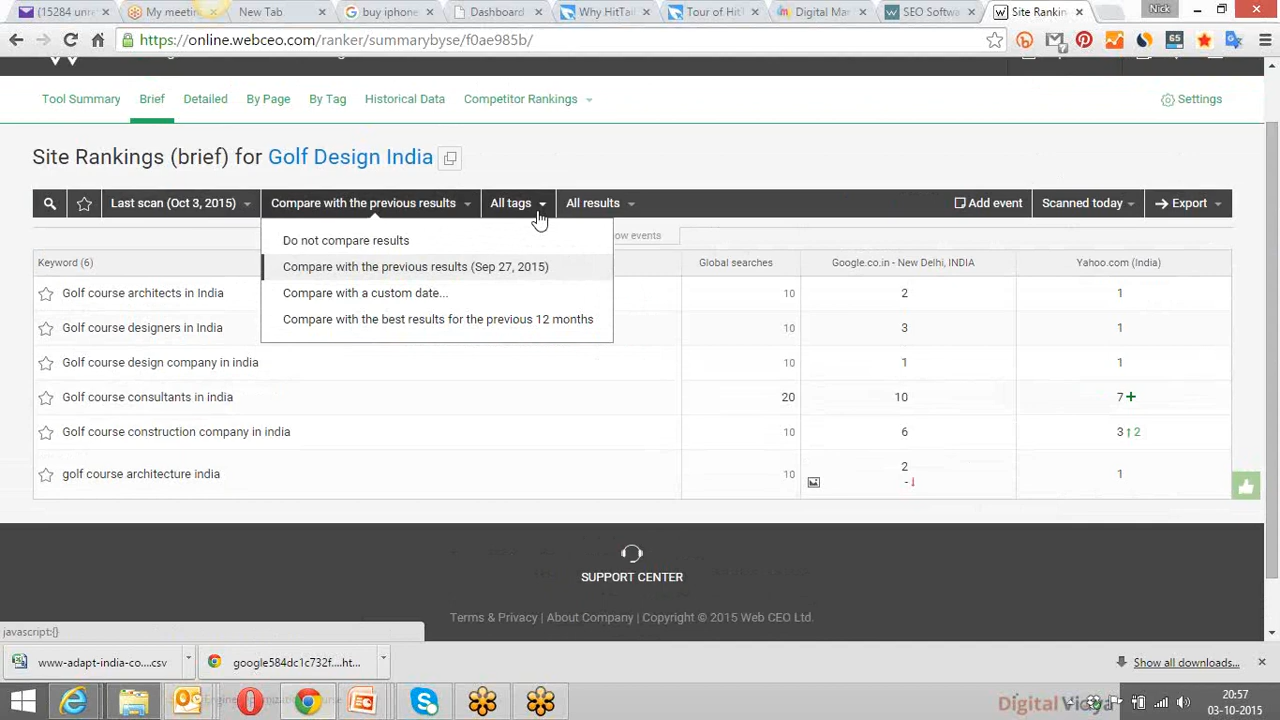 (15284 unre
My meetin
New Tab
buy iphone
Dashboard
Why HitTail
Tour of HitT
Digital Mar
SEO Softwa
Site Rankin
Nick
https://online.webceo.com/ranker/summarybyse/f0ae985b/
65
Tool Summary
Brief
Detailed
By Page
By Tag
Historical Data
Competitor Rankings
Settings
Site Rankings (brief) for Golf Design India
Last scan (Oct 3, 2015)
Compare with the previous results
All tags
All results
Add event
Scanned today
Export
Do not compare results
Compare with the previous results (Sep 27, 2015)
Compare with a custom date...
Compare with the best results for the previous 12 months
ow events
Keyword (6)
Global searches
Google.co.in - New Delhi, INDIA
Yahoo.com (India)
Golf course architects in India 10 2 1
Golf course designers in India 10 3 1
Golf course design company in india 10 1 1
Golf course consultants in india 20 10 7 +
Golf course construction company in india 10 6 3 ↑2
golf course architecture india 10 2 1
-↓
SUPPORT CENTER
Terms & Privacy | About Company | Copyright © 2015 Web CEO Ltd.
javascript:{}
www-adapt-india-co....csv
google584dc1c732f....ht...
Show all downloads...
Digital Vidya
20:57
03-10-2015